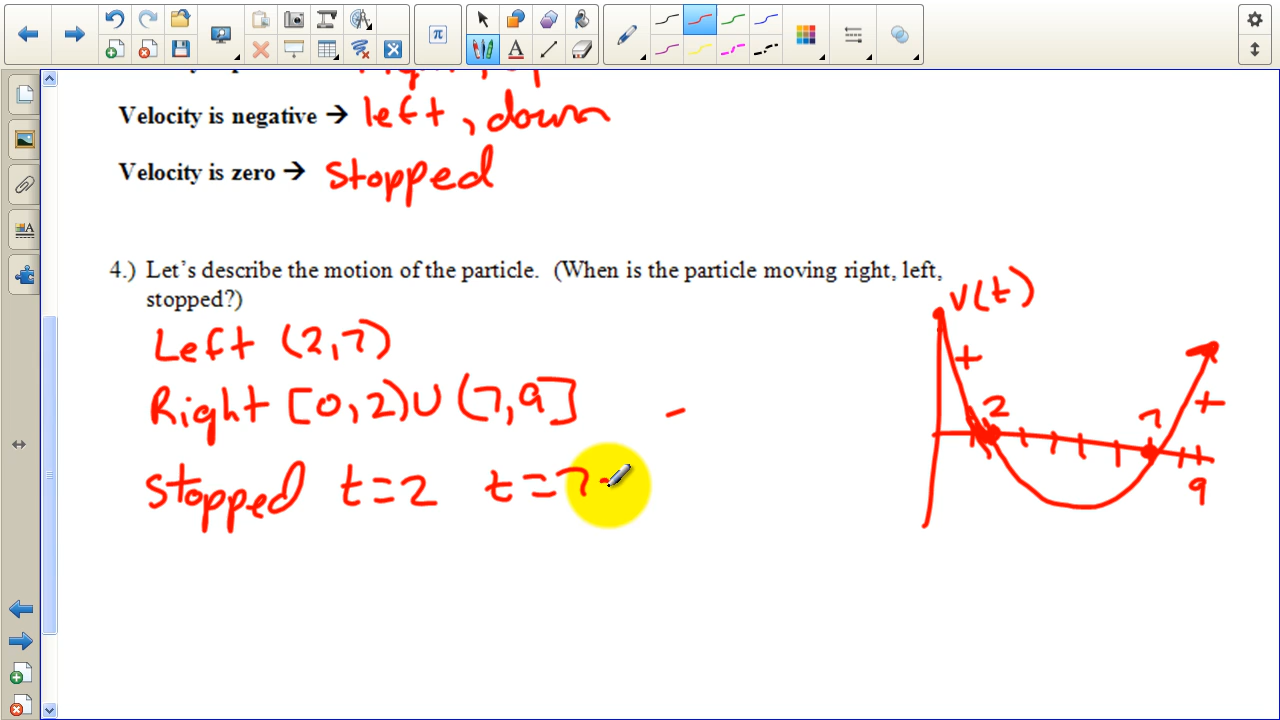 Velocity is negative → left, down
Velocity is zero → stopped
4.) Let's describe the motion of the particle. (When is the particle moving right, left,
stopped?)
Left (2,7)
Right [0,2)∪(7,9]
stopped t=2 t=7
v(t)
+
2
7
+
9
-
π
A
A